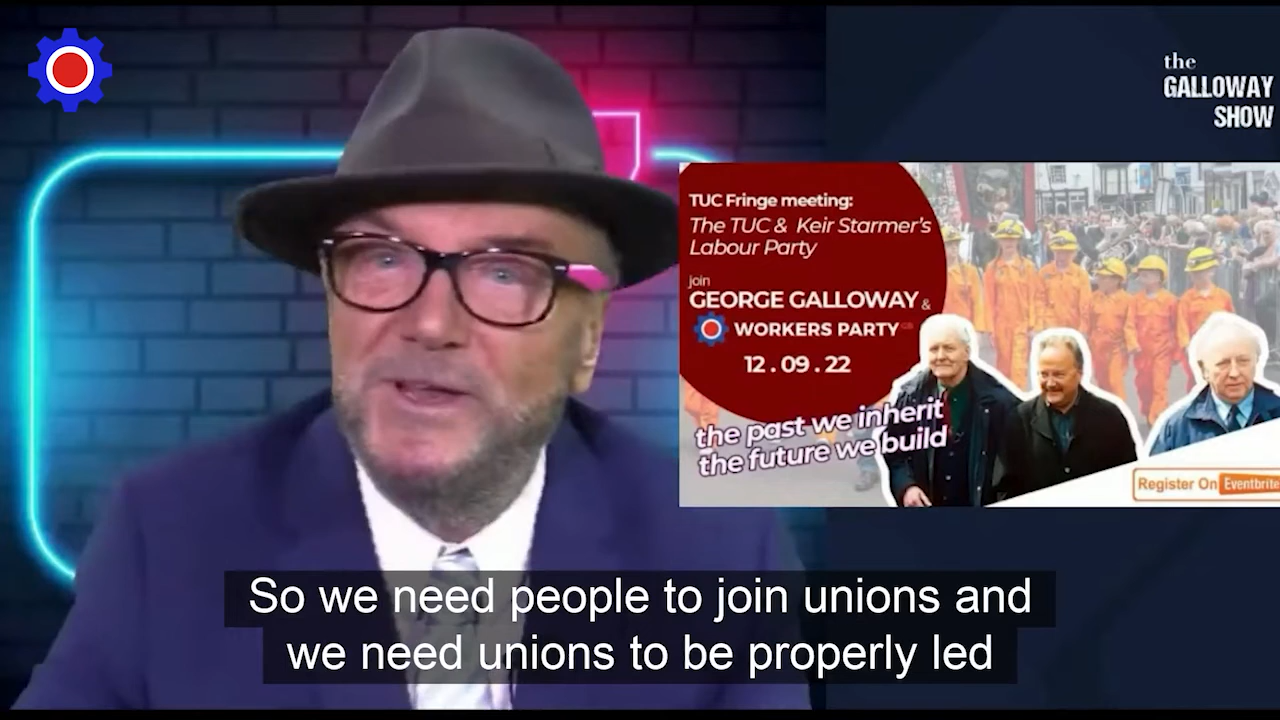 the
GALLOWAY
SHOW
TUC Fringe meeting:
The TUC & Keir Starmer's
Labour Party
join
GEORGE GALLOWAY &
WORKERS PARTY GB
12.09.22
the past we inherit
the future we build
Register On Eventbrite
So we need people to join unions and
we need unions to be properly led